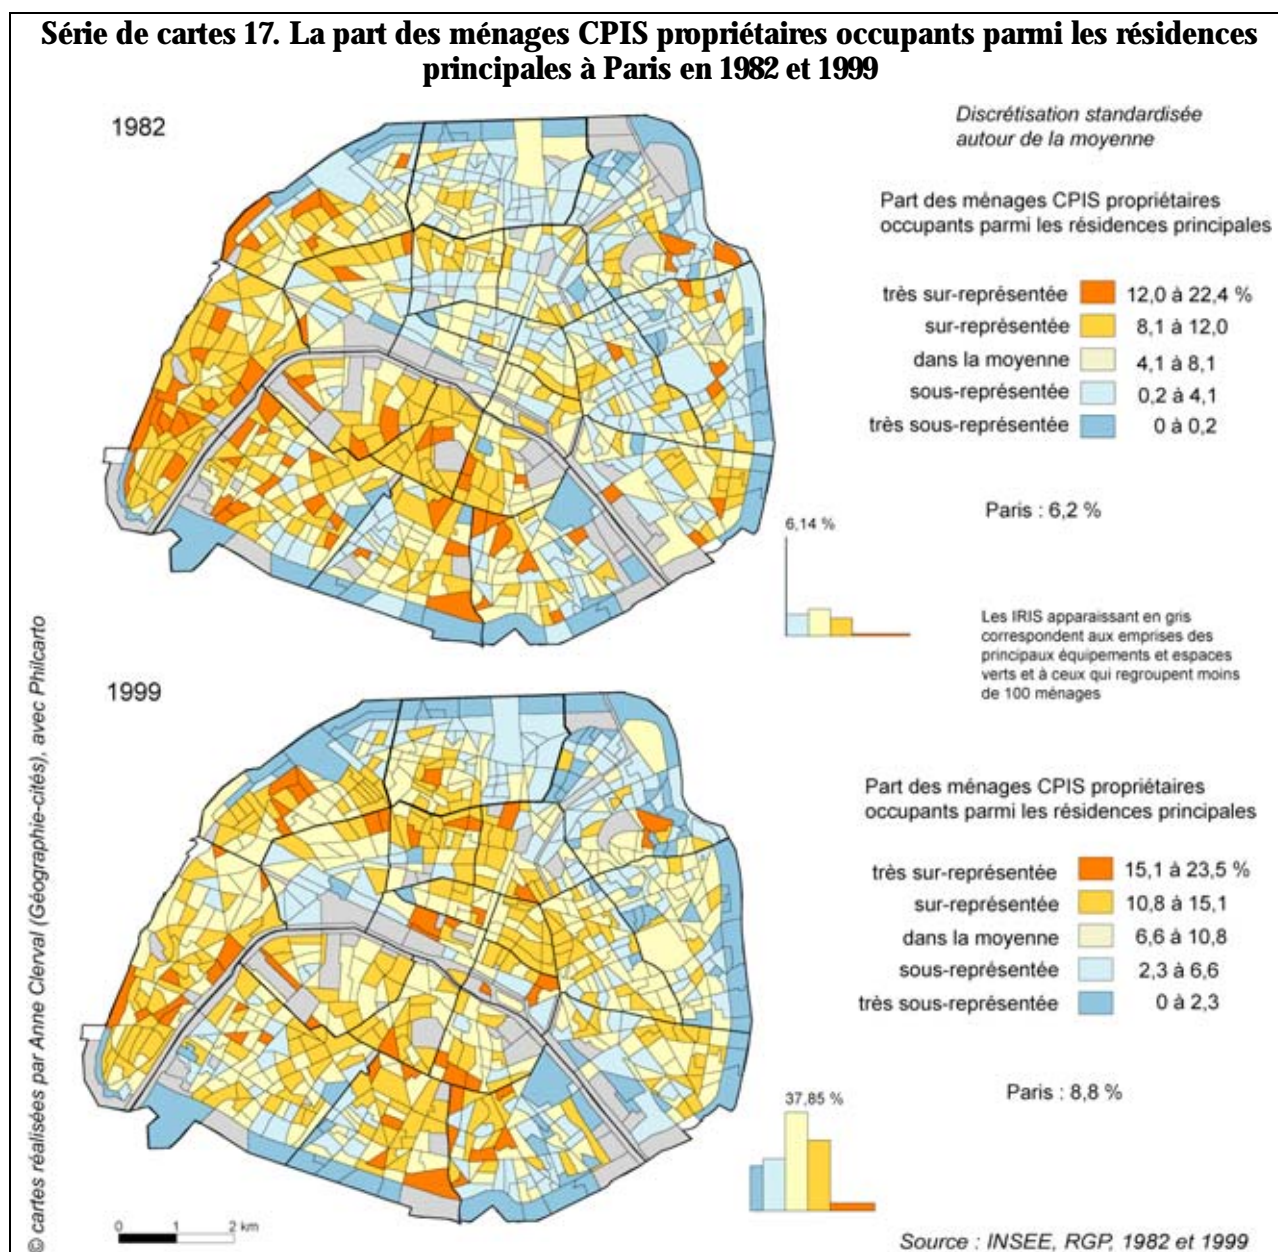 Série de cartes 17. La part des ménages CPIS propriétaires occupants parmi les résidences
principales à Paris en 1982 et 1999
1982
Discrétisation standardisée
autour de la moyenne
Part des ménages CPIS propriétaires
occupants parmi les résidences principales
très sur-représentée 12,0 à 22,4 %
sur-représentée 8,1 à 12,0
dans la moyenne 4,1 à 8,1
sous-représentée 0,2 à 4,1
très sous-représentée 0 à 0,2
Paris : 6,2 %
6,14 %
Les IRIS apparaissant en gris
correspondent aux emprises des
principaux équipements et espaces
verts et à ceux qui regroupent moins
de 100 ménages
1999
Part des ménages CPIS propriétaires
occupants parmi les résidences principales
très sur-représentée 15,1 à 23,5 %
sur-représentée 10,8 à 15,1
dans la moyenne 6,6 à 10,8
sous-représentée 2,3 à 6,6
très sous-représentée 0 à 2,3
Paris : 8,8 %
37,85 %
0 1 2 km
Source : INSEE, RGP, 1982 et 1999
© cartes réalisées par Anne Clerval (Géographie-cités), avec Philcarto